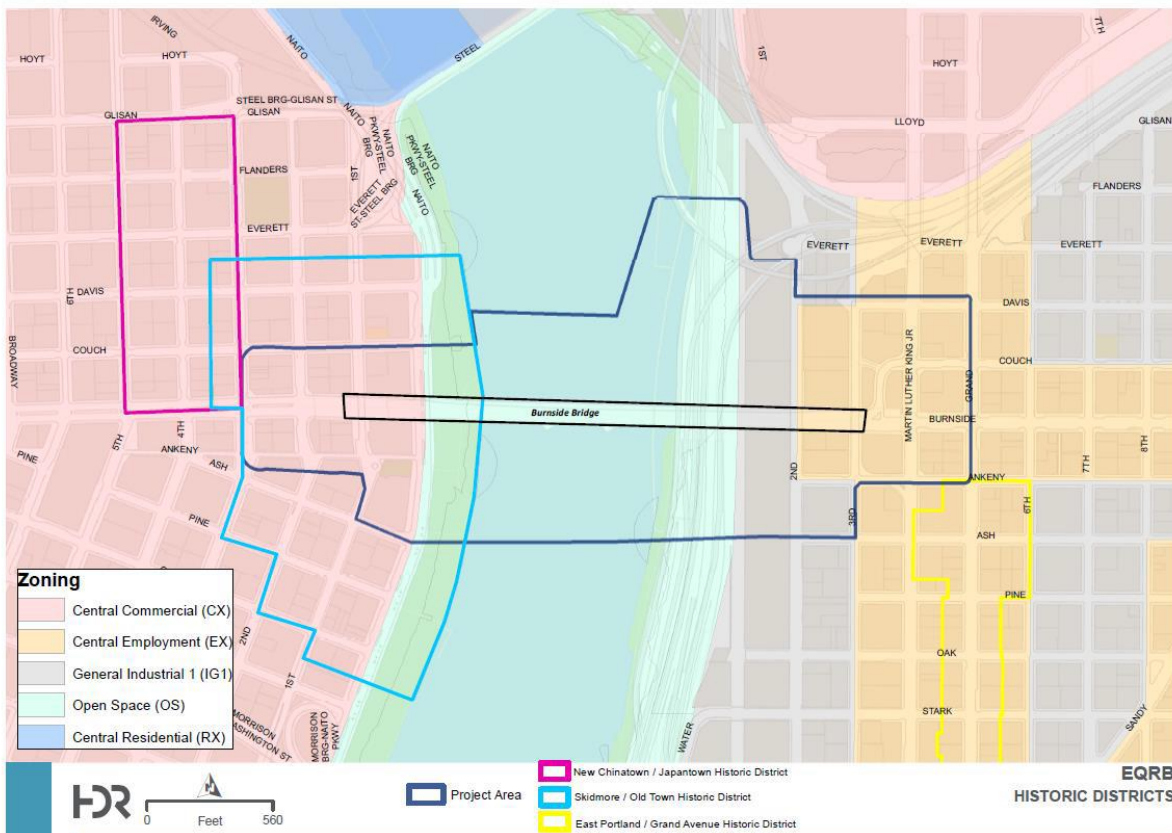 IRVING
HOYT
HOYT
NAITO
STEEL
1ST
7TH
HOYT
STEEL BRG-GLISAN ST
GLISAN
GLISAN
LLOYD
GLISAN
NAITO
PKWY-STEEL
BRG
NAITO
NAITO
PKWY-STEEL
BRG
NAITO
FLANDERS
1ST
EVERETT
ST-STEEL BRG
FLANDERS
EVERETT
EVERETT
EVERETT
EVERETT
6TH
DAVIS
DAVIS
BROADWAY
COUCH
MARTIN LUTHER KING JR
GRAND
COUCH
Burnside Bridge
BURNSIDE
5TH
4TH
ANKENY
ASH
PINE
2ND
ANKENY
7TH
8TH
PINE
3RD
6TH
ASH
PINE
2ND
OAK
1ST
STARK
SANDY
MORRISON
ASHINGTON ST
MORRISON
BRG-NAITO
PKWY
WATER
Zoning
Central Commercial (CX)
Central Employment (EX)
General Industrial 1 (IG1)
Open Space (OS)
Central Residential (RX)
HDR
0 Feet 560
Project Area
New Chinatown / Japantown Historic District
Skidmore / Old Town Historic District
East Portland / Grand Avenue Historic District
EQRB
HISTORIC DISTRICTS